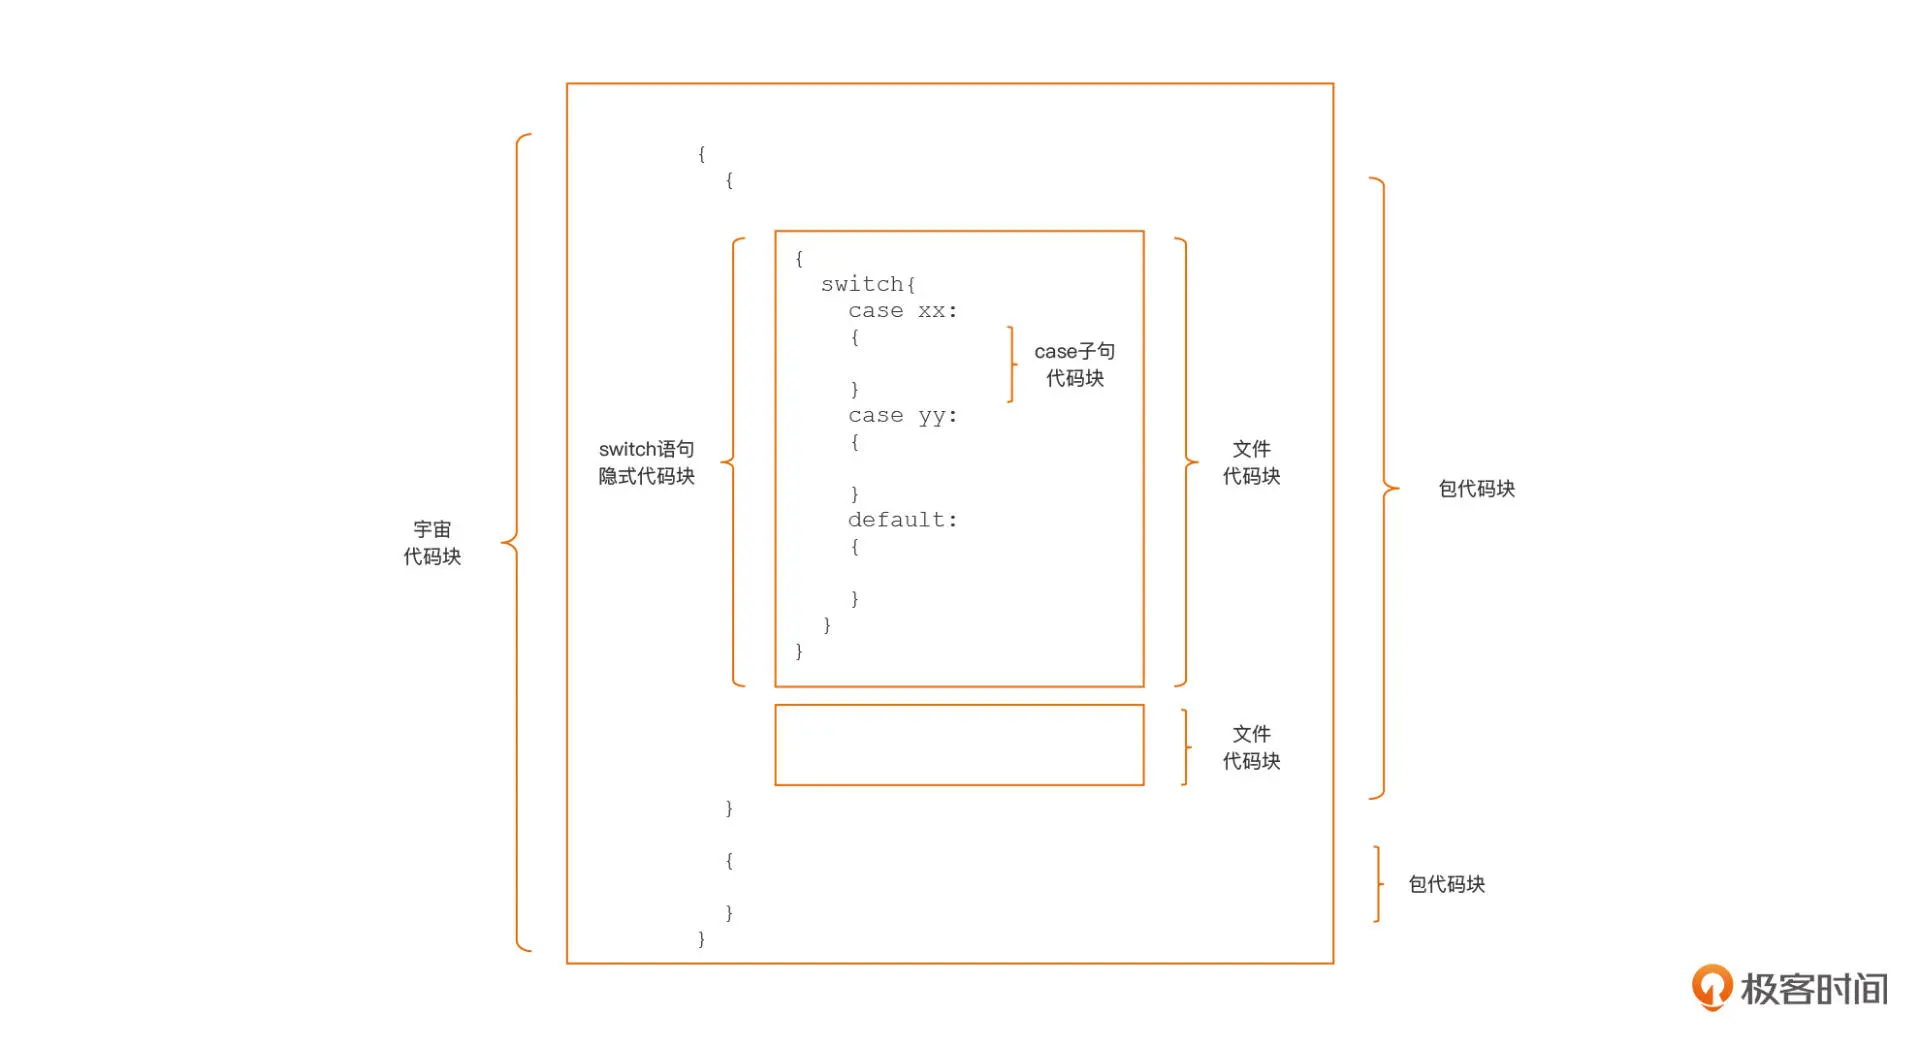 {
{
{
switch{
case xx:
{
case子句
代码块
}
case yy:
{
switch语句
隐式代码块
文件
代码块
包代码块
}
default:
宇宙
代码块
{
}
}
}
文件
代码块
}
{
包代码块
}
}
极客时间